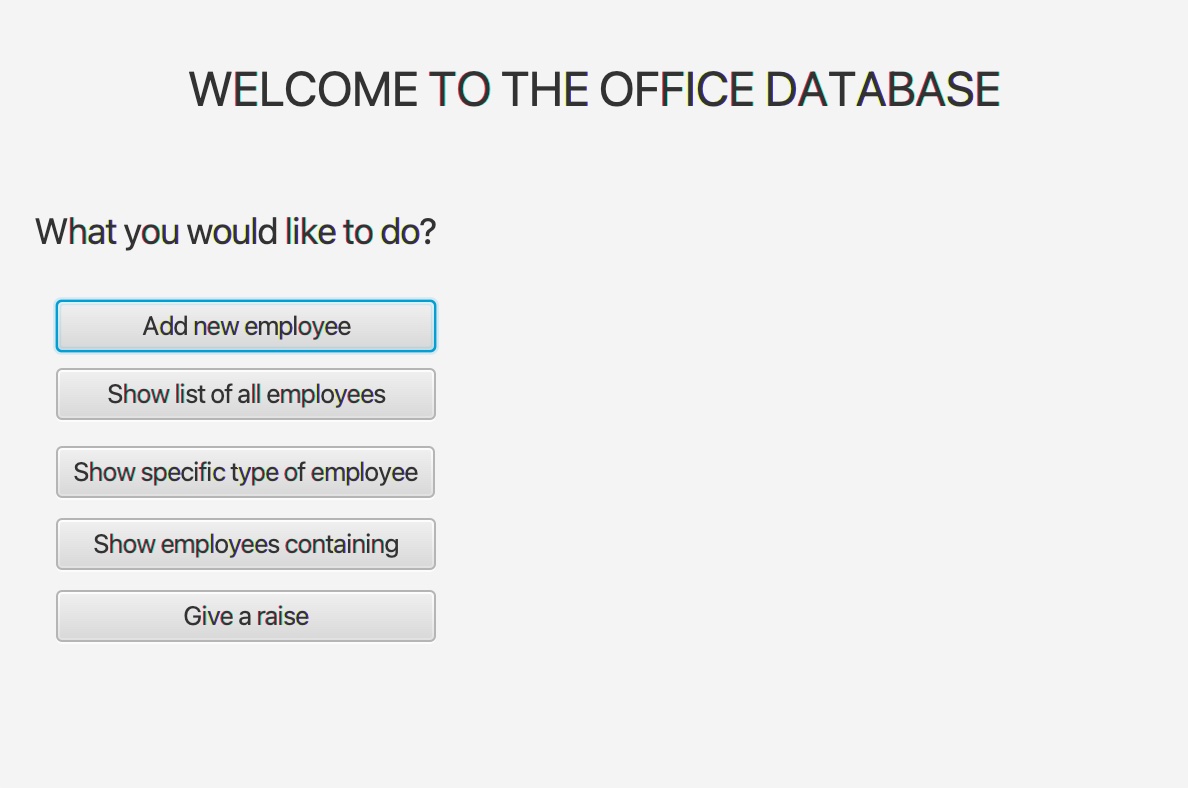 WELCOME TO THE OFFICE DATABASE
What you would like to do?
Add new employee
Show list of all employees
Show specific type of employee
Show employees containing
Give a raise